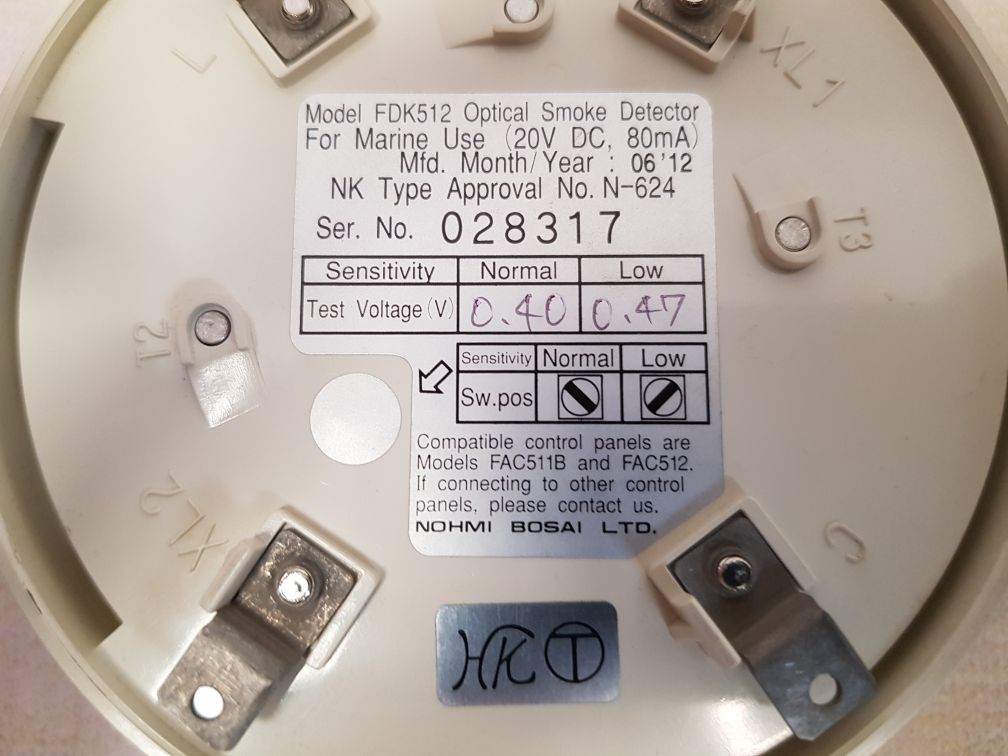 L
XL1
Model FDK512 Optical Smoke Detector
For Marine Use (20V DC, 80mA)
Mfd. Month/Year : 06'12
NK Type Approval No. N-624
Ser. No. 028317
T3
Sensitivity Normal Low
Test Voltage (V) 0.40 0.47
T2
Sensitivity Normal Low
Sw.pos
Compatible control panels are
Models FAC511B and FAC512.
If connecting to other control
panels, please contact us.
NOHMI BOSAI LTD.
XL2
C
HK T